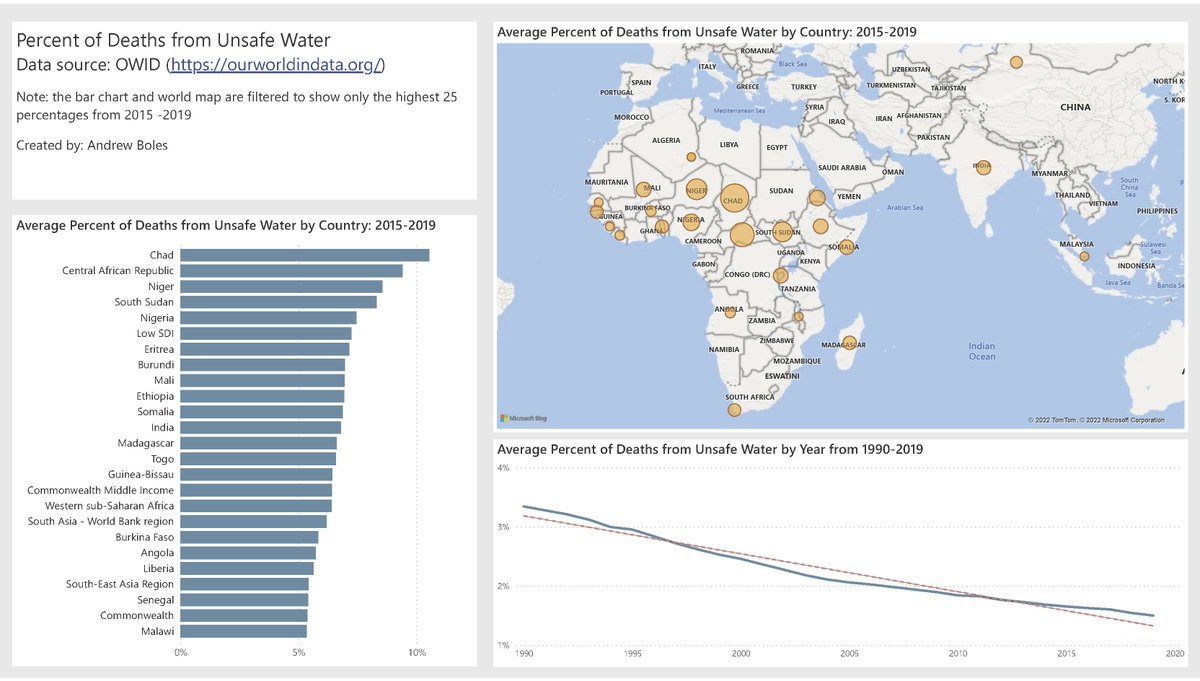 Percent of Deaths from Unsafe Water
Data source: OWID (https://ourworldindata.org/)
Note: the bar chart and world map are filtered to show only the highest 25
percentages from 2015 -2019
Created by: Andrew Boles
Average Percent of Deaths from Unsafe Water by Country: 2015-2019
Chad
Central African Republic
Niger
South Sudan
Nigeria
Low SDI
Eritrea
Burundi
Mali
Ethiopia
Somalia
India
Madagascar
Togo
Guinea-Bissau
Commonwealth Middle Income
Western sub-Saharan Africa
South Asia - World Bank region
Burkina Faso
Angola
Liberia
South-East Asia Region
Senegal
Commonwealth
Malawi
0% 5% 10%
Average Percent of Deaths from Unsafe Water by Country: 2015-2019
ROMANIA
ITALY
Black Sea
UZBEKISTAN
SPAIN
GREECE
TURKEY
TURKMENISTAN
TAJIKISTAN
NORTH K
PORTUGAL
S. KOR
CHINA
Mediterranean Sea
SYRIA
MOROCCO
IRAQ
IRAN
AFGHANISTAN
PAKISTAN
ALGERIA
LIBYA
EGYPT
SAUDI ARABIA
OMAN
INDIA
MYANMAR
MAURITANIA
MALI
NIGER
CHAD
SUDAN
YEMEN
THAILAND
VIETNAM
South
China
Sea
Arabian Sea
PHILIPPINES
BURKINA FASO
GUINEA
NIGERIA
GHANA
CAMEROON
SOUTH SUDAN
SOMALIA
MALAYSIA
Sulawesi
Sea
UGANDA
KENYA
GABON
CONGO (DRC)
INDONESIA
TANZANIA
Java Sea
Banda Se
ANGOLA
ZAMBIA
ZIMBABWE
MADAGASCAR
NAMIBIA
MOZAMBIQUE
Indian
Ocean
ESWATINI
SOUTH AFRICA
A
Microsoft Bing
© 2022 TomTom, © 2022 Microsoft Corporation
Average Percent of Deaths from Unsafe Water by Year from 1990-2019
4%
3%
2%
1%
1990 1995 2000 2005 2010 2015 2020